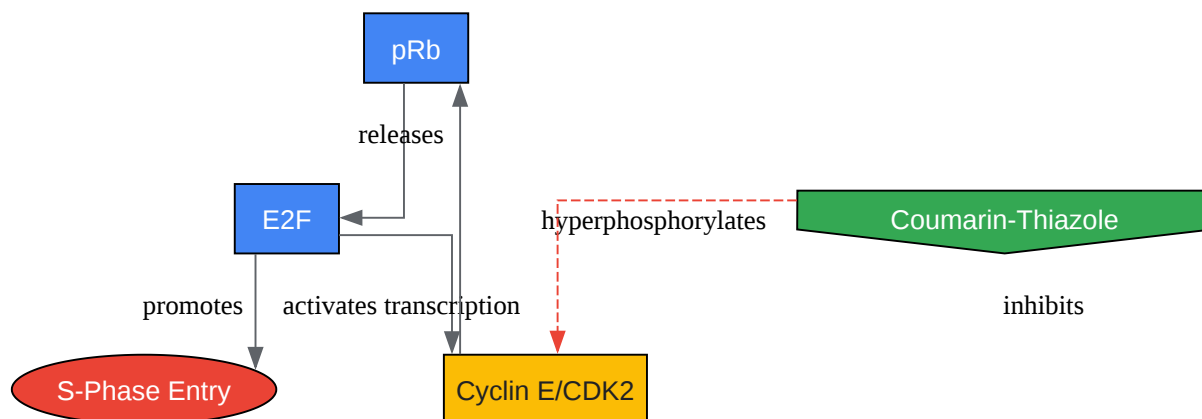 pRb
releases
E2F
hyperphosphorylates
Coumarin-Thiazole
promotes
activates transcription
inhibits
S-Phase Entry
Cyclin E/CDK2